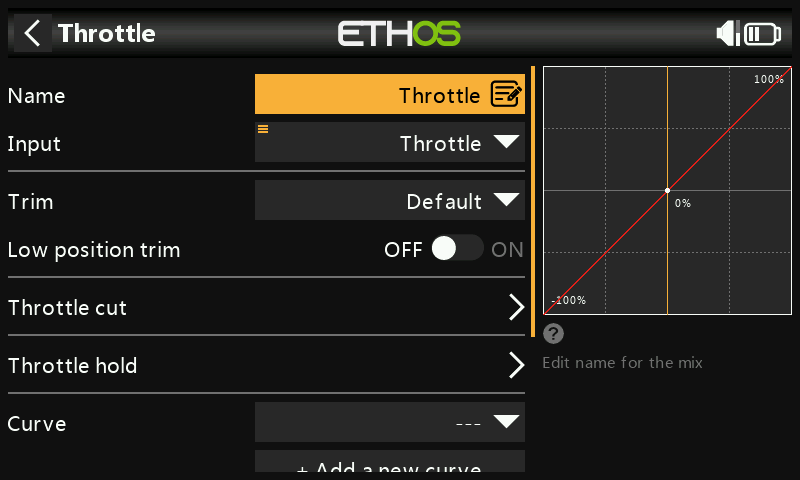 Throttle
ETHOS
Name Throttle
Input Throttle
Trim Default
Low position trim OFF ON
Throttle cut
Throttle hold
Curve ---
+ Add a new curve
100%
0%
-100%
?
Edit name for the mix